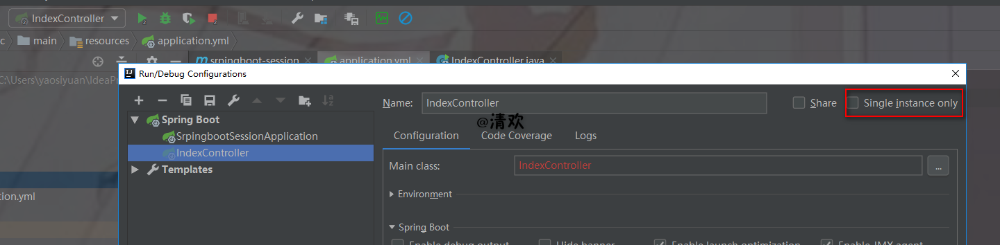 IndexController
c main resources application.yml
srpingboot-session application.yml IndexController.java
C:\Users\yaosiyuan\IdeaPr
Run/Debug Configurations
Name: IndexController Share Single instance only
@清欢
Spring Boot
SrpingbootSessionApplication
IndexController
Templates
Configuration Code Coverage Logs
Main class: IndexController ...
Environment
Spring Boot
Enable debug output Hide banner Enable launch optimization Enable JMX agent
tion.yml